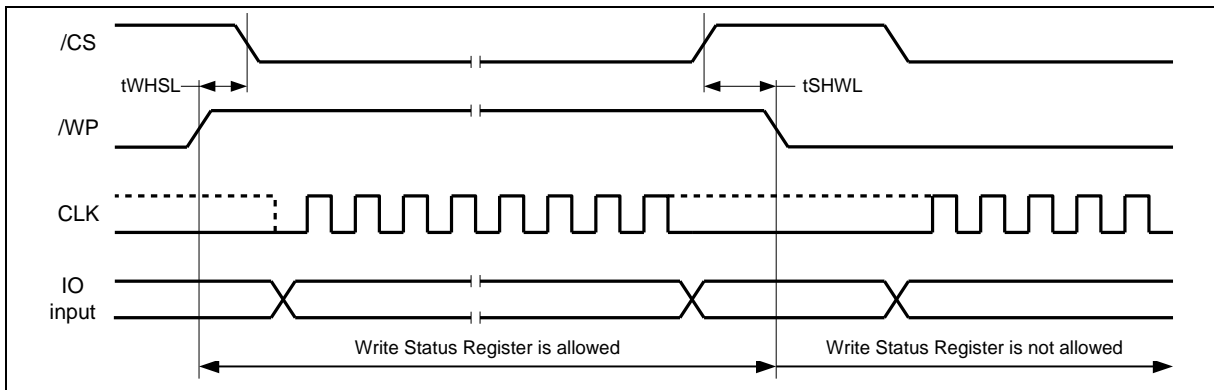 /CS
tWHSL
tSHWL
/WP
CLK
IO
input
Write Status Register is allowed
Write Status Register is not allowed